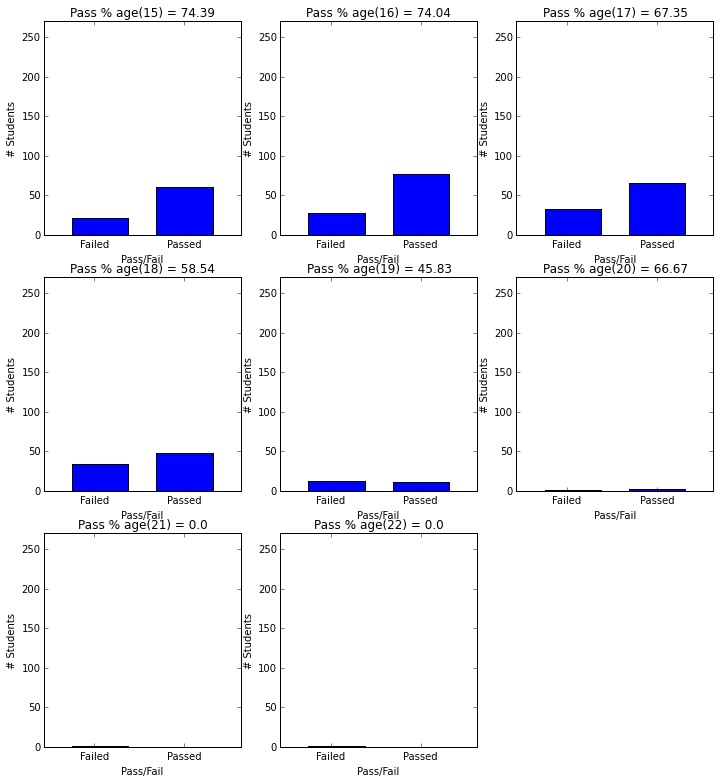 Pass % age(15) = 74.39
250
200
150
100
50
0
# Students
Failed Passed
Pass/Fail
Pass % age(16) = 74.04
250
200
150
100
50
0
# Students
Failed Passed
Pass/Fail
Pass % age(17) = 67.35
250
200
150
100
50
0
# Students
Failed Passed
Pass/Fail
Pass % age(18) = 58.54
250
200
150
100
50
0
# Students
Failed Passed
Pass/Fail
Pass % age(19) = 45.83
250
200
150
100
50
0
# Students
Failed Passed
Pass/Fail
Pass % age(20) = 66.67
250
200
150
100
50
0
# Students
Failed Passed
Pass/Fail
Pass % age(21) = 0.0
250
200
150
100
50
0
# Students
Failed Passed
Pass/Fail
Pass % age(22) = 0.0
250
200
150
100
50
0
# Students
Failed Passed
Pass/Fail